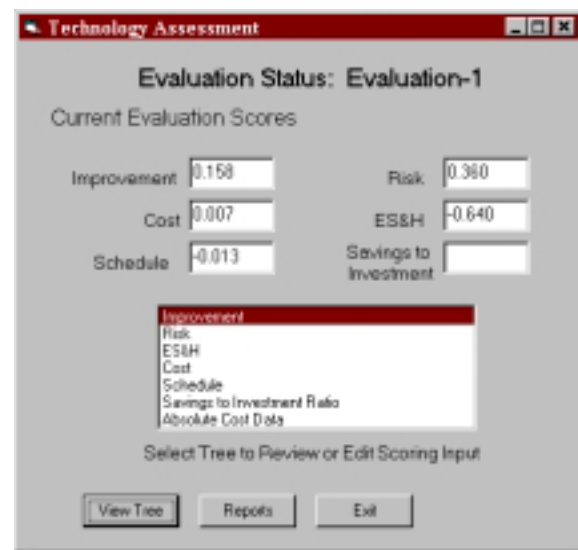 Technology Assessment
Evaluation Status: Evaluation-1
Current Evaluation Scores
Improvement 0.158 Risk 0.360
Cost 0.007 ES&H -0.640
Schedule -0.013 Savings to
Investment
Improvement
Risk
ES&H
Cost
Schedule
Savings to Investment Ratio
Absolute Cost Data
Select Tree to Review or Edit Scoring Input
View Tree Reports Exit